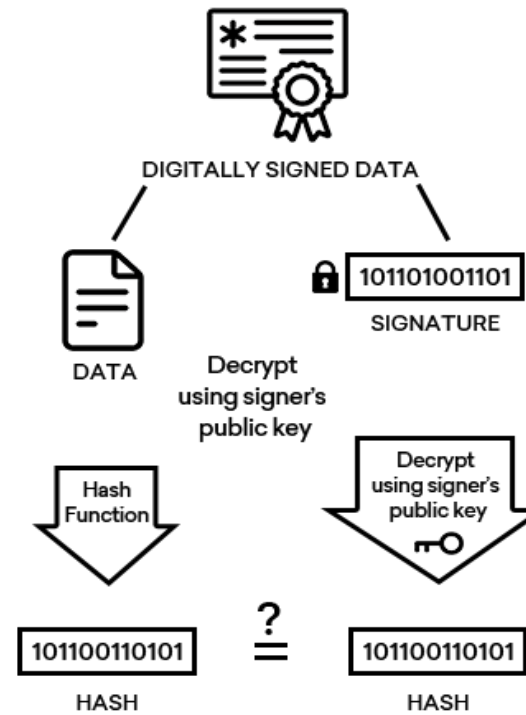 DIGITALLY SIGNED DATA
101101001101
SIGNATURE
DATA
Decrypt
using signer's
public key
Hash
Function
Decrypt
using signer's
public key
101100110101
?
=
101100110101
HASH
HASH